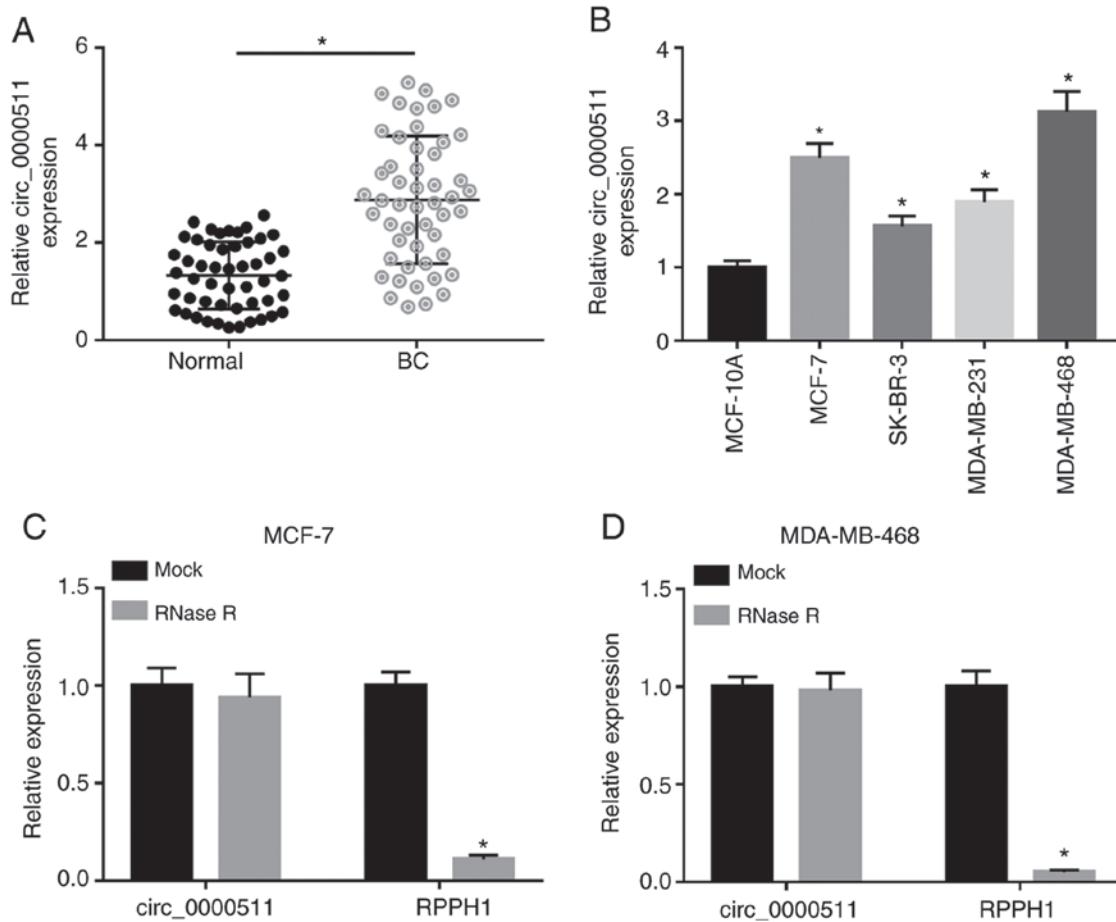 A
Relative circ_0000511
expression
6
4
2
0
*
Normal
BC
B
Relative circ_0000511
expression
4
3
2
1
0
*
*
*
*
MCF-10A
MCF-7
SK-BR-3
MDA-MB-231
MDA-MB-468
C
MCF-7
Mock
RNase R
Relative expression
1.5
1.0
0.5
0.0
*
circ_0000511
RPPH1
D
MDA-MB-468
Mock
RNase R
Relative expression
1.5
1.0
0.5
0.0
*
circ_0000511
RPPH1